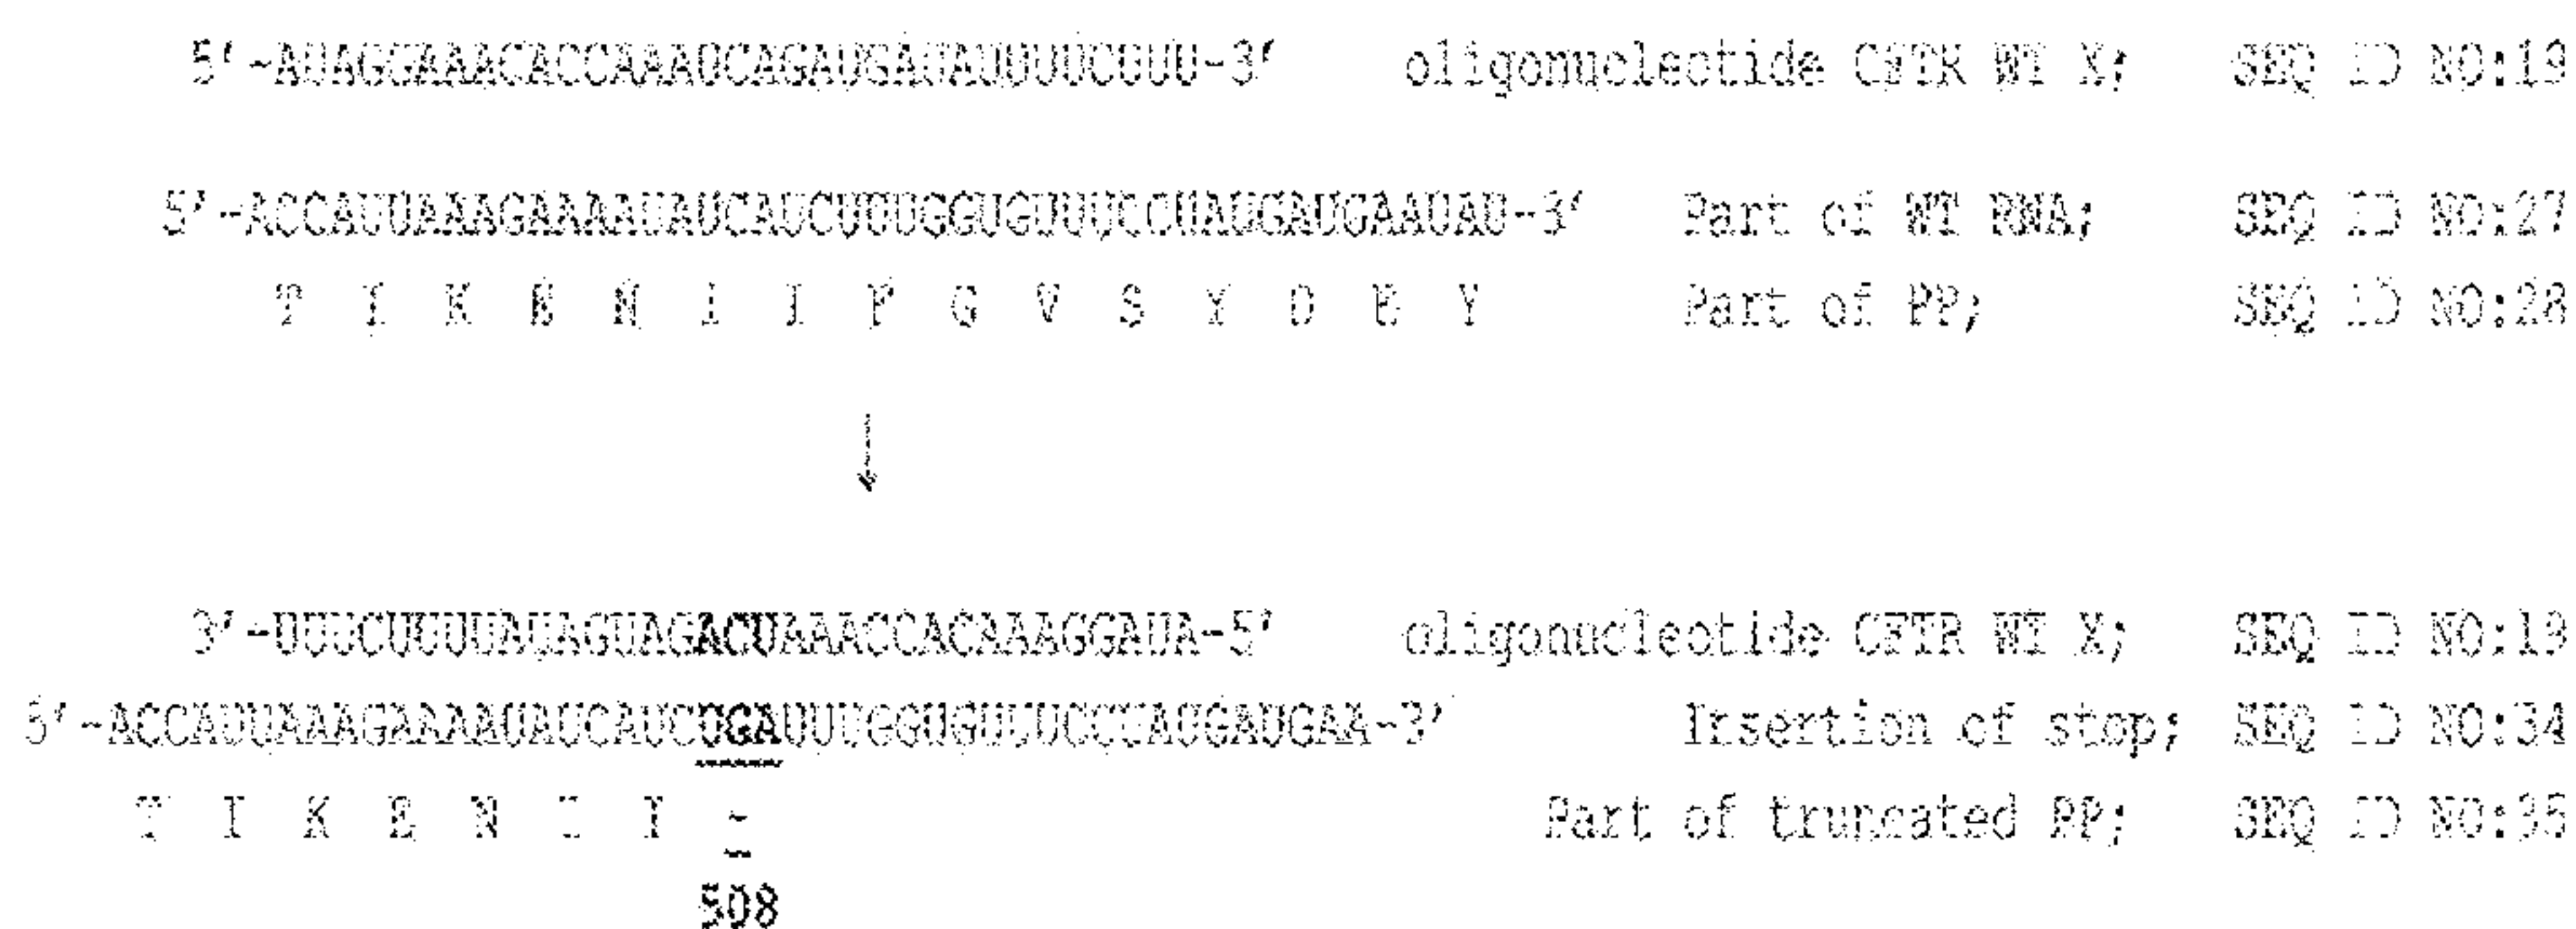 5'-AUAGGAAACACCAAAUCAGAUGAUAUUUUCUUU-3' oligonucleotide CFTR WT X; SEQ ID NO:19
5'-ACCAUUAAAGAAAAUAUCAUCUUUGGUGUUUCCUAUGAUGAAUAU-3' Part of WT RNA; SEQ ID NO:27
T I K E N I I F G V S Y D E Y Part of PP; SEQ ID NO:28
3'-UUUCUUUUAUAGUAGACUAAACCACAAAGGAUA-5' oligonucleotide CFTR WT X; SEQ ID NO:19
5'-ACCAUUAAAGAAAAUAUCAUCUGAUUUGGUGUUUCCUAUGAUGAA-3' Insertion of stop; SEQ ID NO:34
T I K E N I I - Part of truncated PP; SEQ ID NO:35
508